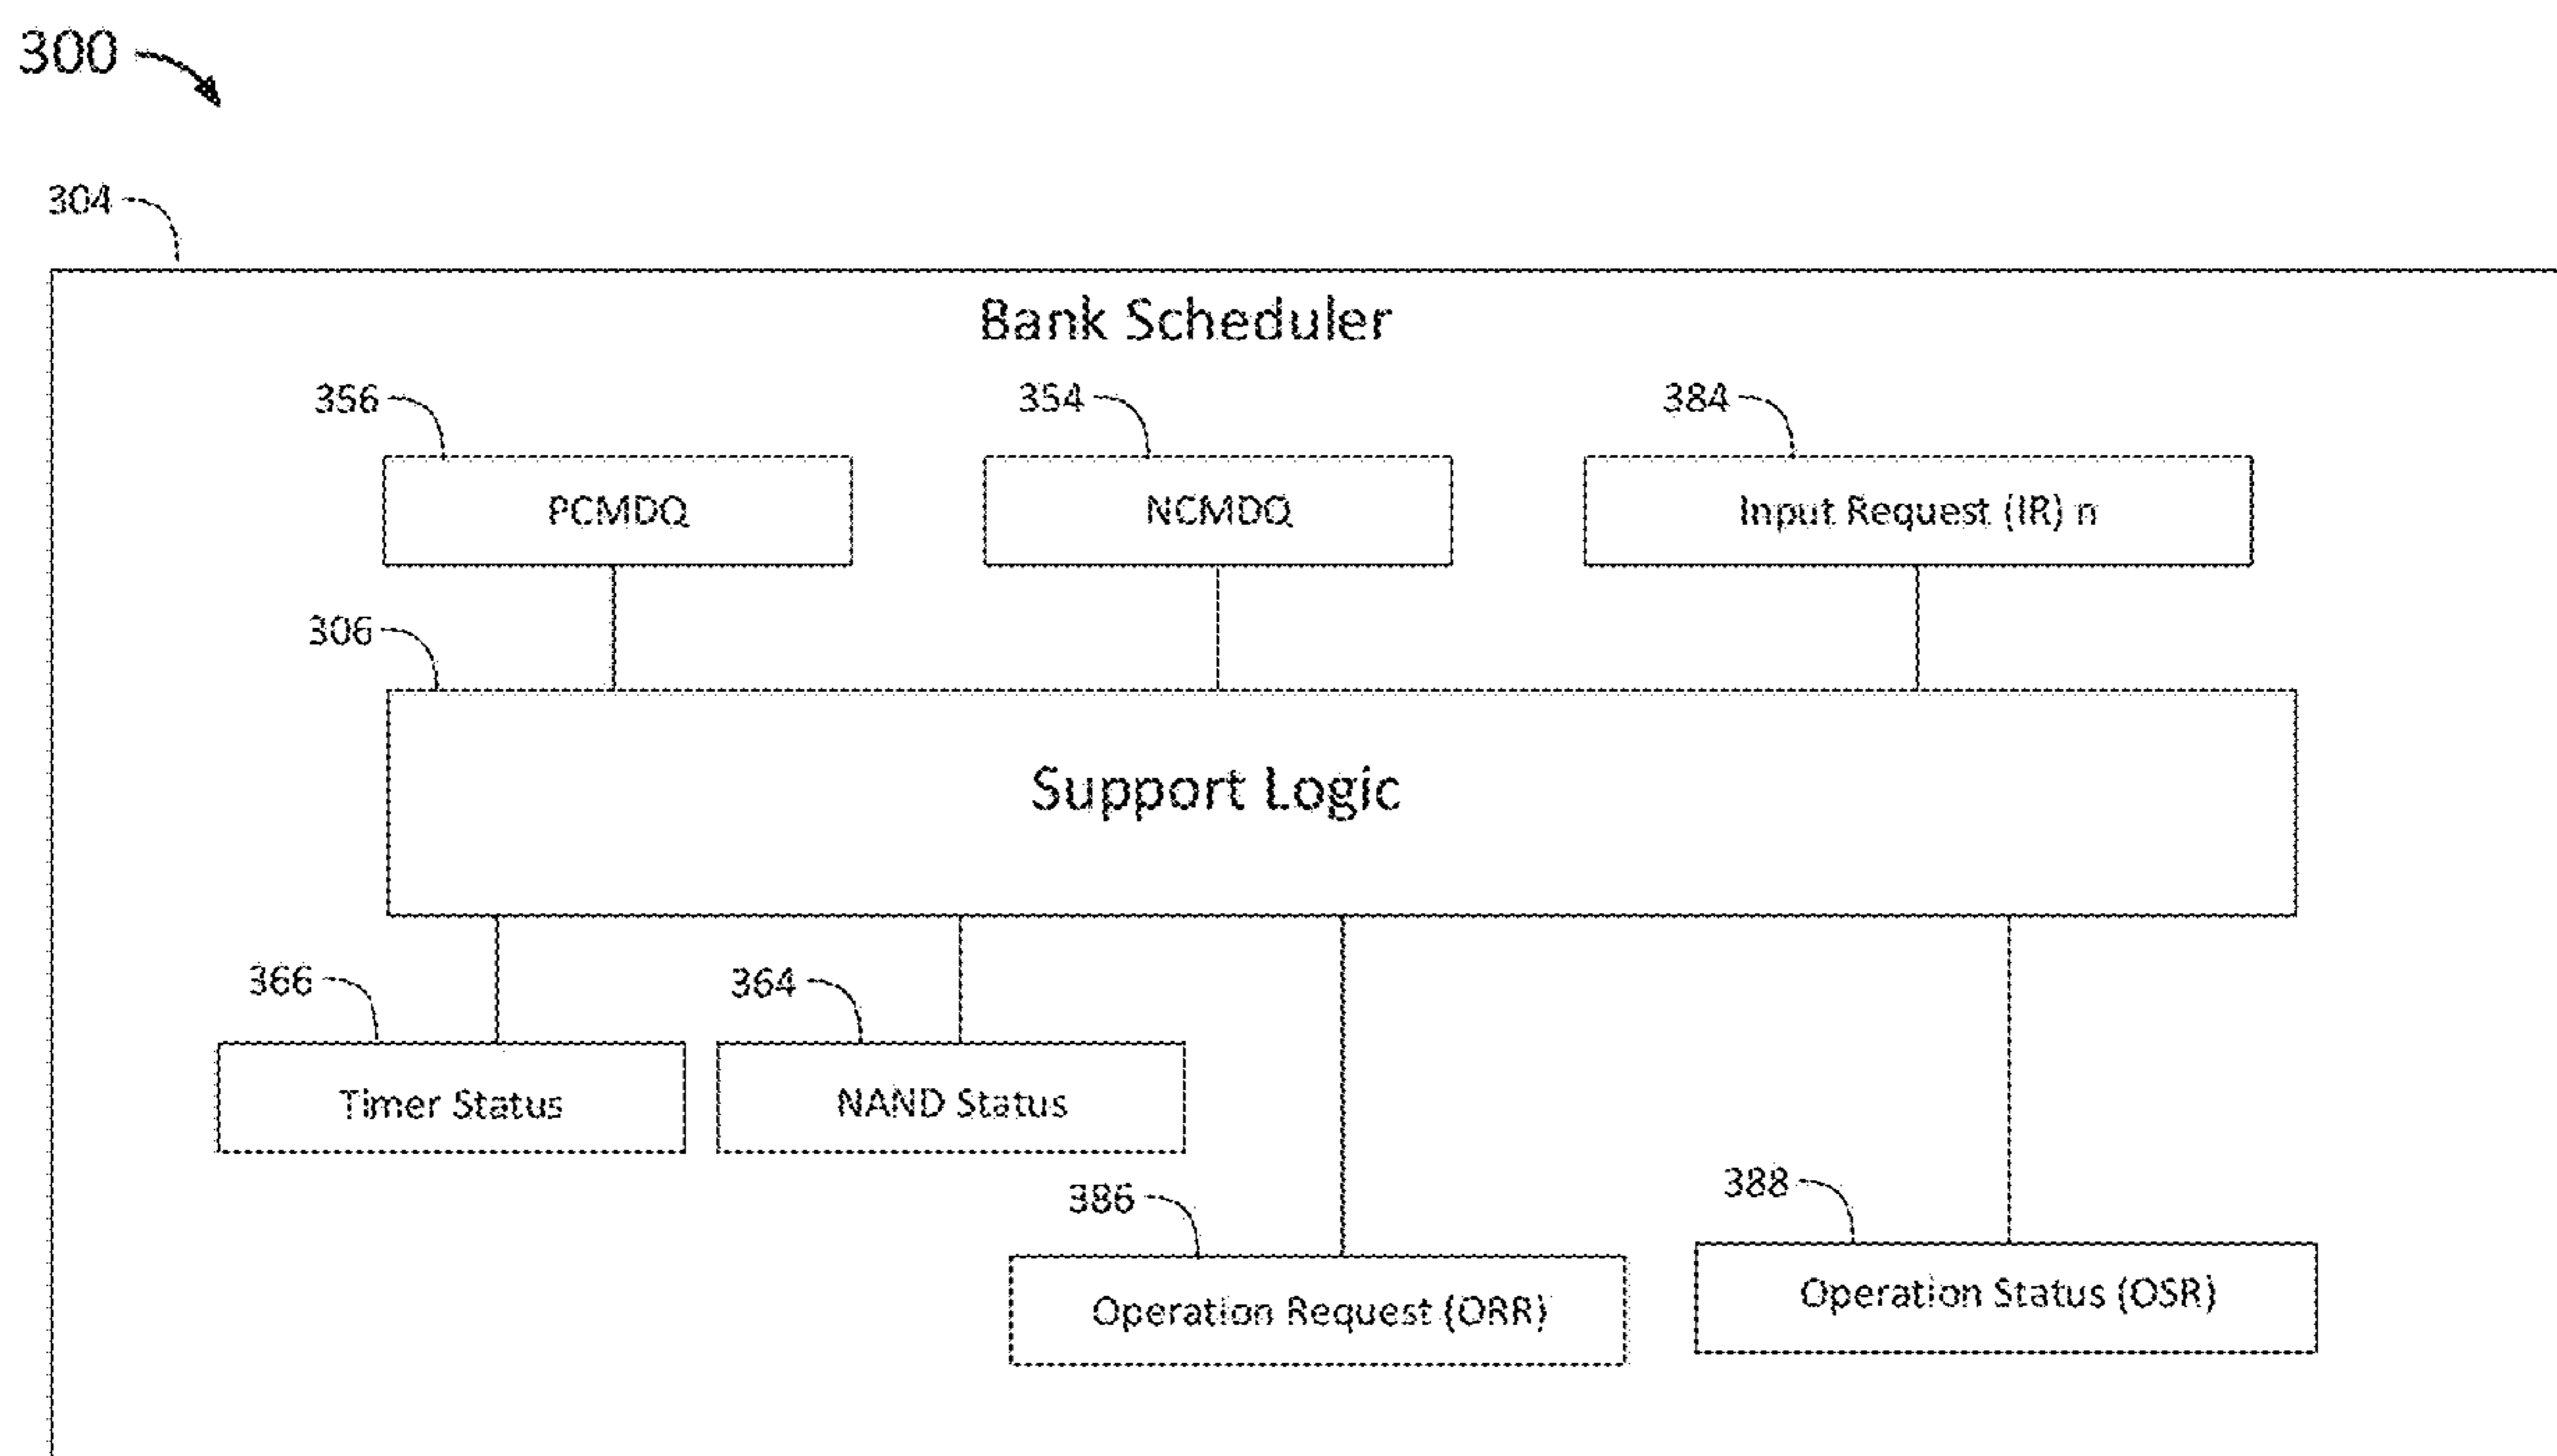 300
304
Bank Scheduler
356
354
384
PCMDQ
NCMDQ
Input Request (IR) n
306
Support Logic
366
364
Timer Status
NAND Status
386
388
Operation Request (ORR)
Operation Status (OSR)